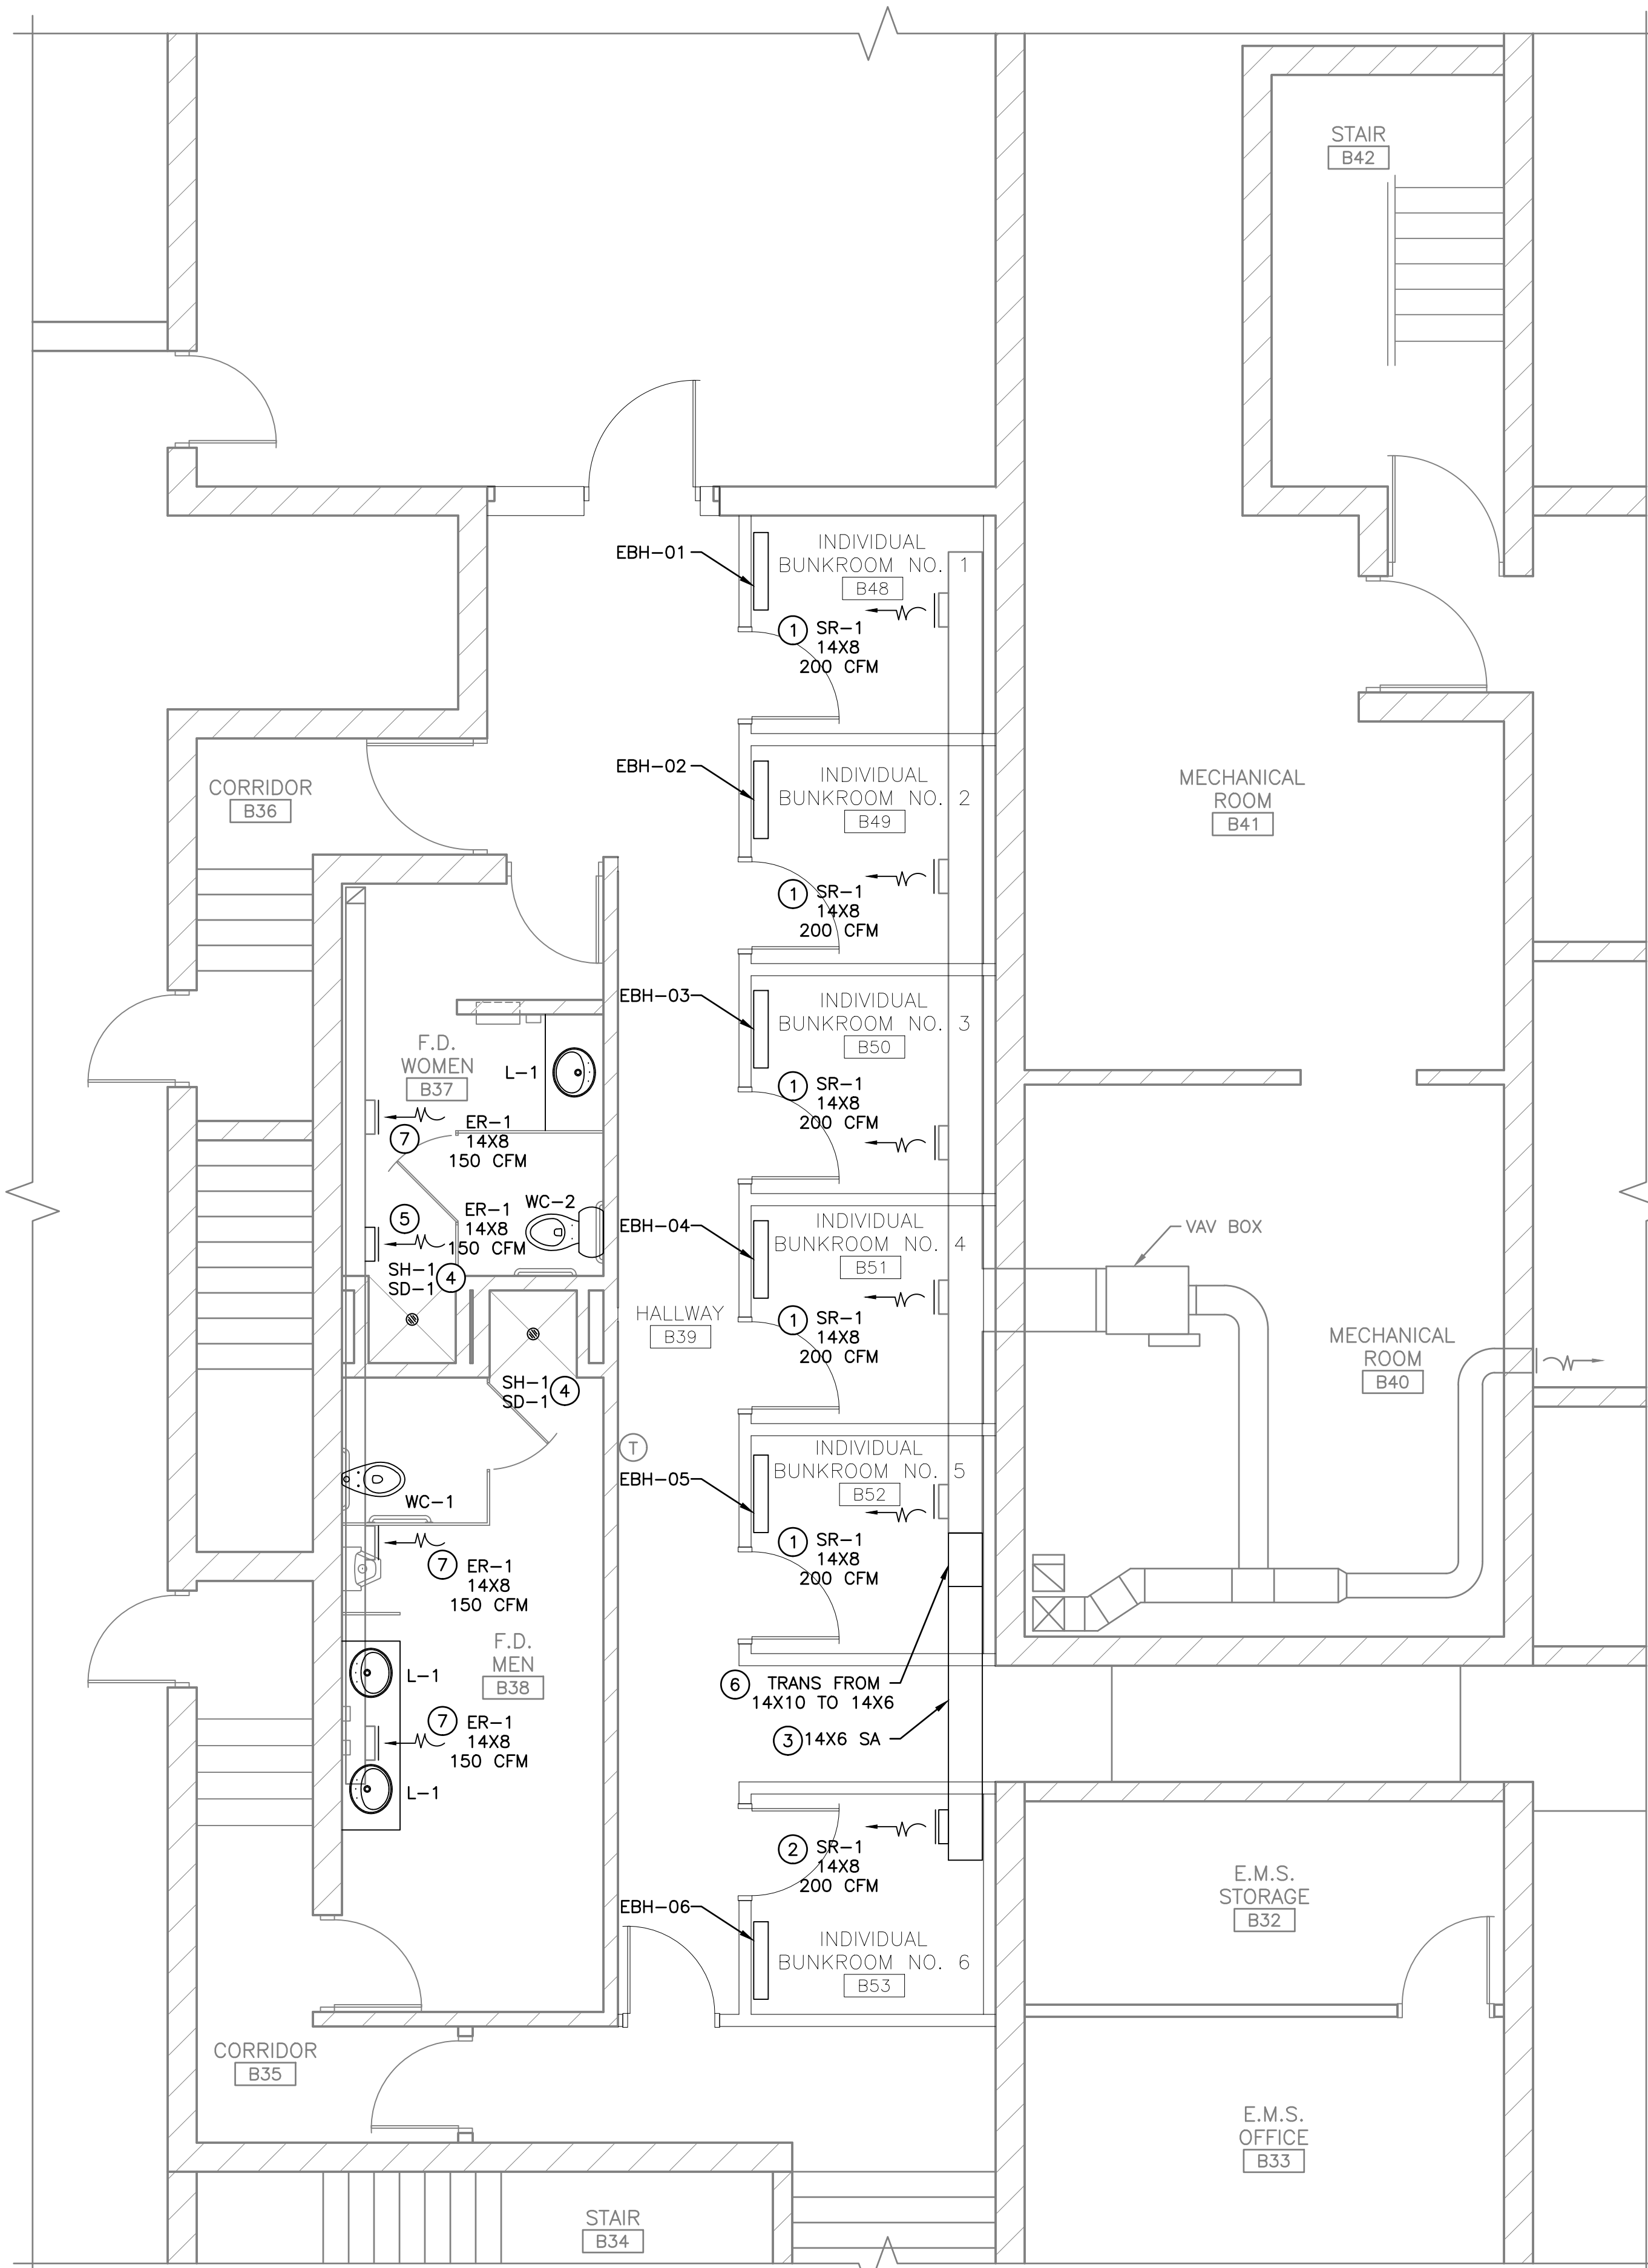 STAIR
B42
EBH-01
INDIVIDUAL
BUNKROOM NO. 1
B48
1 SR-1
14X8
200 CFM
EBH-02
INDIVIDUAL
BUNKROOM NO. 2
B49
1 SR-1
14X8
200 CFM
CORRIDOR
B36
MECHANICAL
ROOM
B41
EBH-03
INDIVIDUAL
BUNKROOM NO. 3
B50
1 SR-1
14X8
200 CFM
F.D.
WOMEN
B37
L-1
7 ER-1
14X8
150 CFM
5 ER-1
14X8
150 CFM
WC-2
SH-1
SD-1 4
EBH-04
INDIVIDUAL
BUNKROOM NO. 4
B51
1 SR-1
14X8
200 CFM
VAV BOX
HALLWAY
B39
MECHANICAL
ROOM
B40
SH-1
SD-1 4
T
EBH-05
INDIVIDUAL
BUNKROOM NO. 5
B52
1 SR-1
14X8
200 CFM
WC-1
7 ER-1
14X8
150 CFM
F.D.
MEN
B38
L-1
6 TRANS FROM
14X10 TO 14X6
3 14X6 SA
7 ER-1
14X8
150 CFM
L-1
2 SR-1
14X8
200 CFM
EBH-06
INDIVIDUAL
BUNKROOM NO. 6
B53
E.M.S.
STORAGE
B32
CORRIDOR
B35
E.M.S.
OFFICE
B33
STAIR
B34